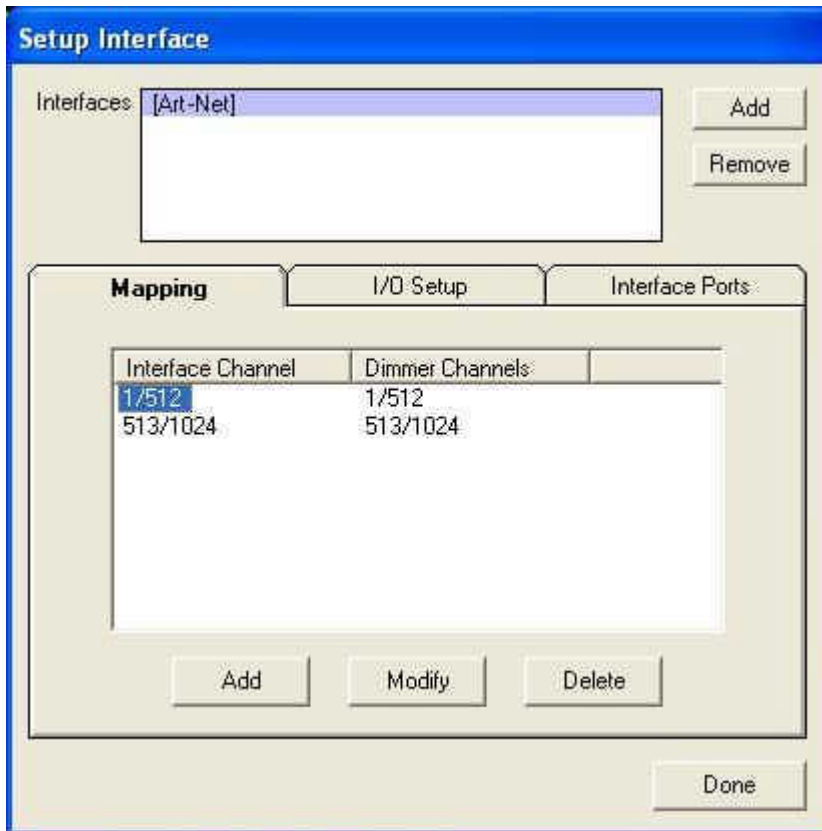 Setup Interface
Interfaces [Art-Net] Add
Remove
Mapping I/O Setup Interface Ports
Interface Channel Dimmer Channels
1/512 1/512
513/1024 513/1024
Add Modify Delete
Done